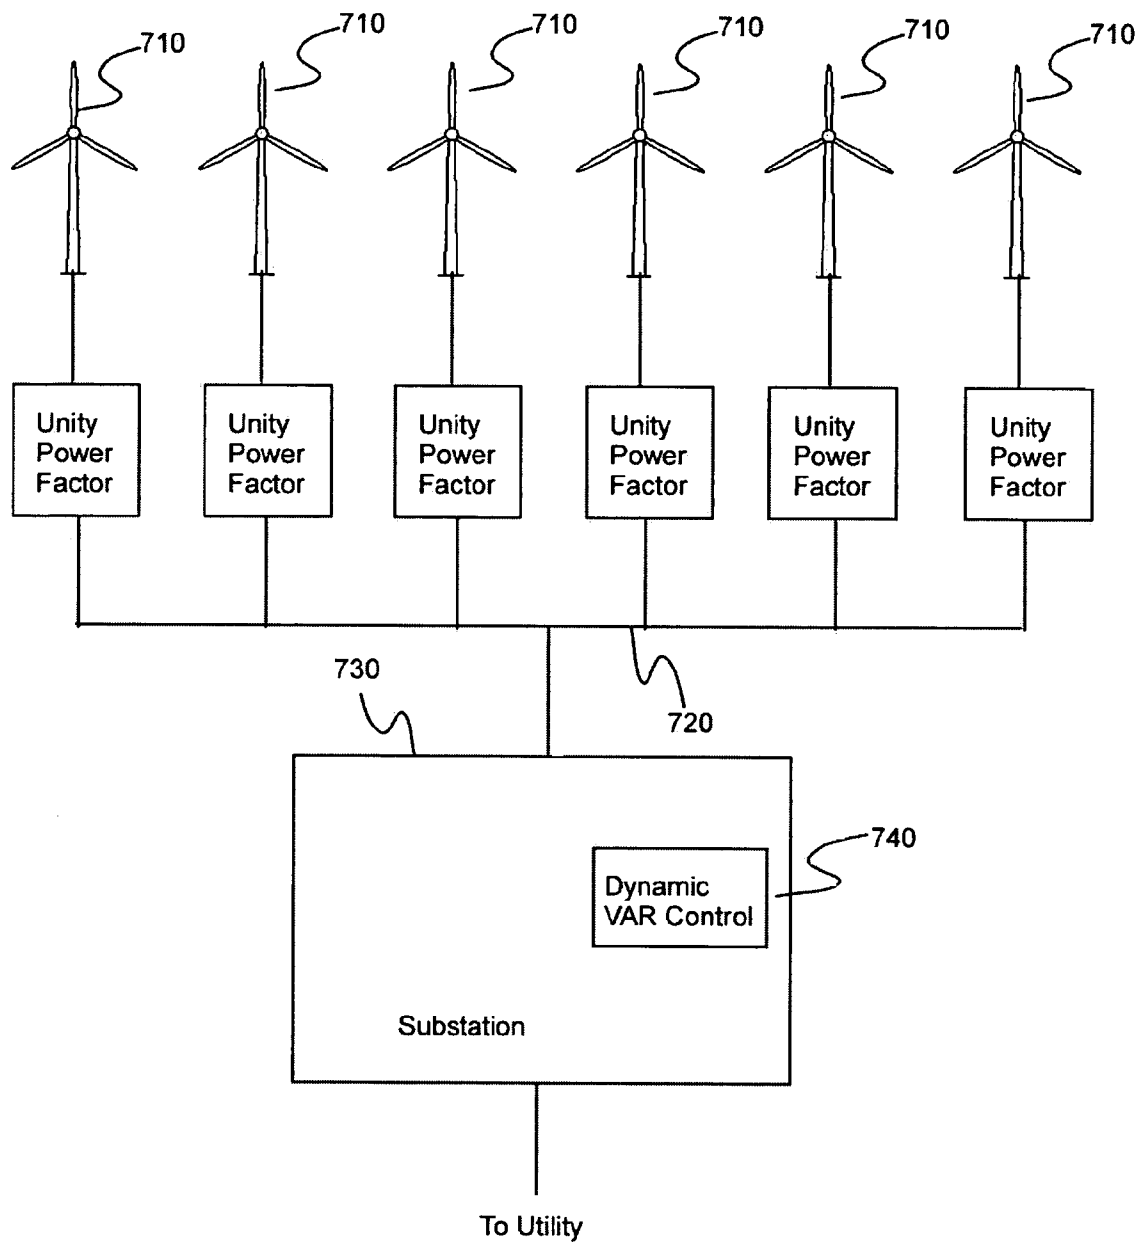 710
710
710
710
710
710
Unity
Power
Factor
Unity
Power
Factor
Unity
Power
Factor
Unity
Power
Factor
Unity
Power
Factor
Unity
Power
Factor
730
720
740
Dynamic
VAR Control
Substation
To Utility